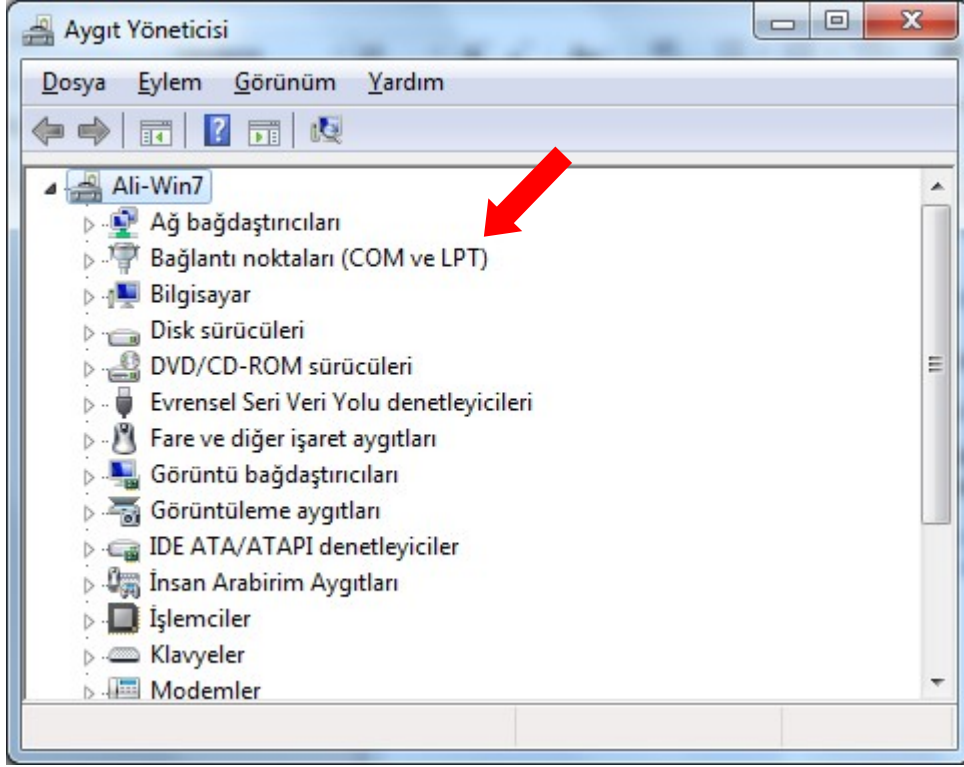 Aygıt Yöneticisi
Dosya Eylem Görünüm Yardım
Ali-Win7
Ağ bağdaştırıcıları
Bağlantı noktaları (COM ve LPT)
Bilgisayar
Disk sürücüleri
DVD/CD-ROM sürücüleri
Evrensel Seri Veri Yolu denetleyicileri
Fare ve diğer işaret aygıtları
Görüntü bağdaştırıcıları
Görüntüleme aygıtları
IDE ATA/ATAPI denetleyiciler
İnsan Arabirim Aygıtları
İşlemciler
Klavyeler
Modemler